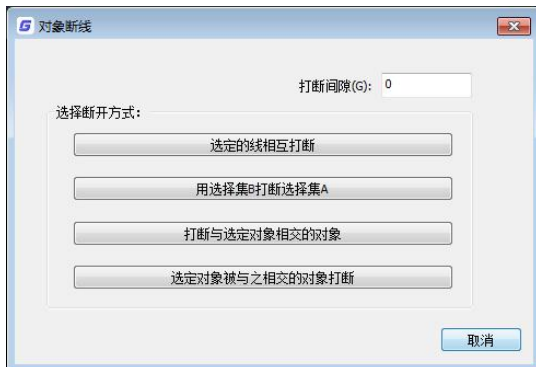 对象断线
打断间隙(G): 0
选择断开方式:
选定的线相互打断
用选择集B打断选择集A
打断与选定对象相交的对象
选定对象被与之相交的对象打断
取消